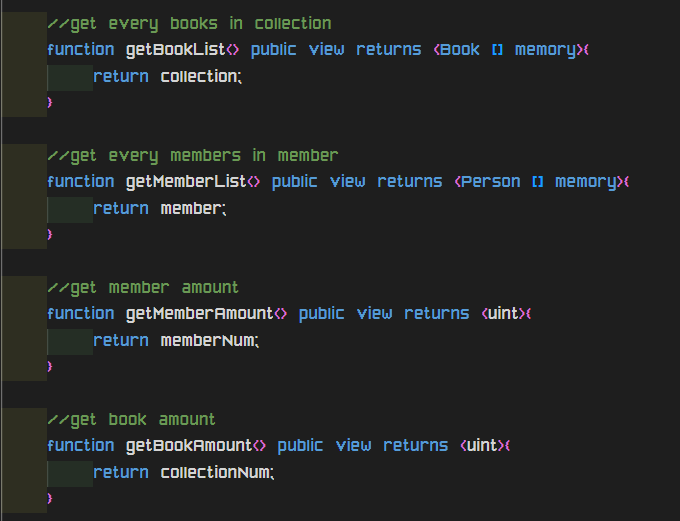 //get every books in collection
function getBookList() public view returns (Book [] memory){
return collection;
}
//get every members in member
function getMemberList() public view returns (Person [] memory){
return member;
}
//get member amount
function getMemberAmount() public view returns (uint){
return memberNum;
}
//get book amount
function getBookAmount() public view returns (uint){
return collectionNum;
}